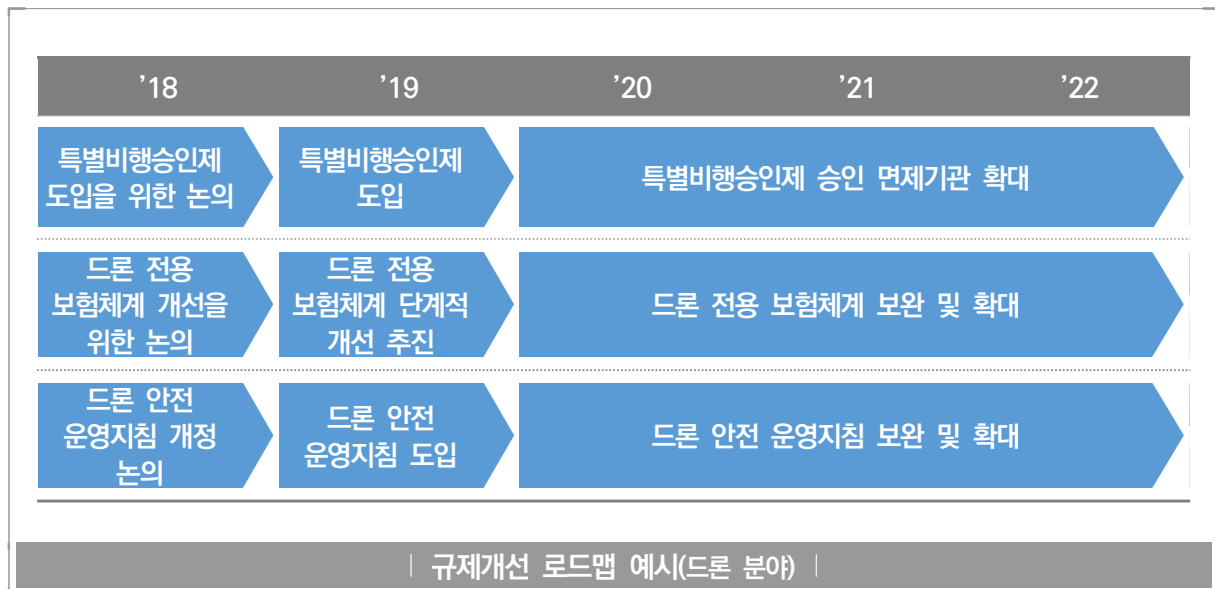 ’18 ’19 ’20 ’21 ’22
특별비행승인제
도입을 위한 논의
특별비행승인제
도입
특별비행승인제 승인 면제기관 확대
드론 전용
보험체계 개선을
위한 논의
드론 전용
보험체계 단계적
개선 추진
드론 전용 보험체계 보완 및 확대
드론 안전
운영지침 개정
논의
드론 안전
운영지침 도입
드론 안전 운영지침 보완 및 확대
| 규제개선 로드맵 예시(드론 분야) |